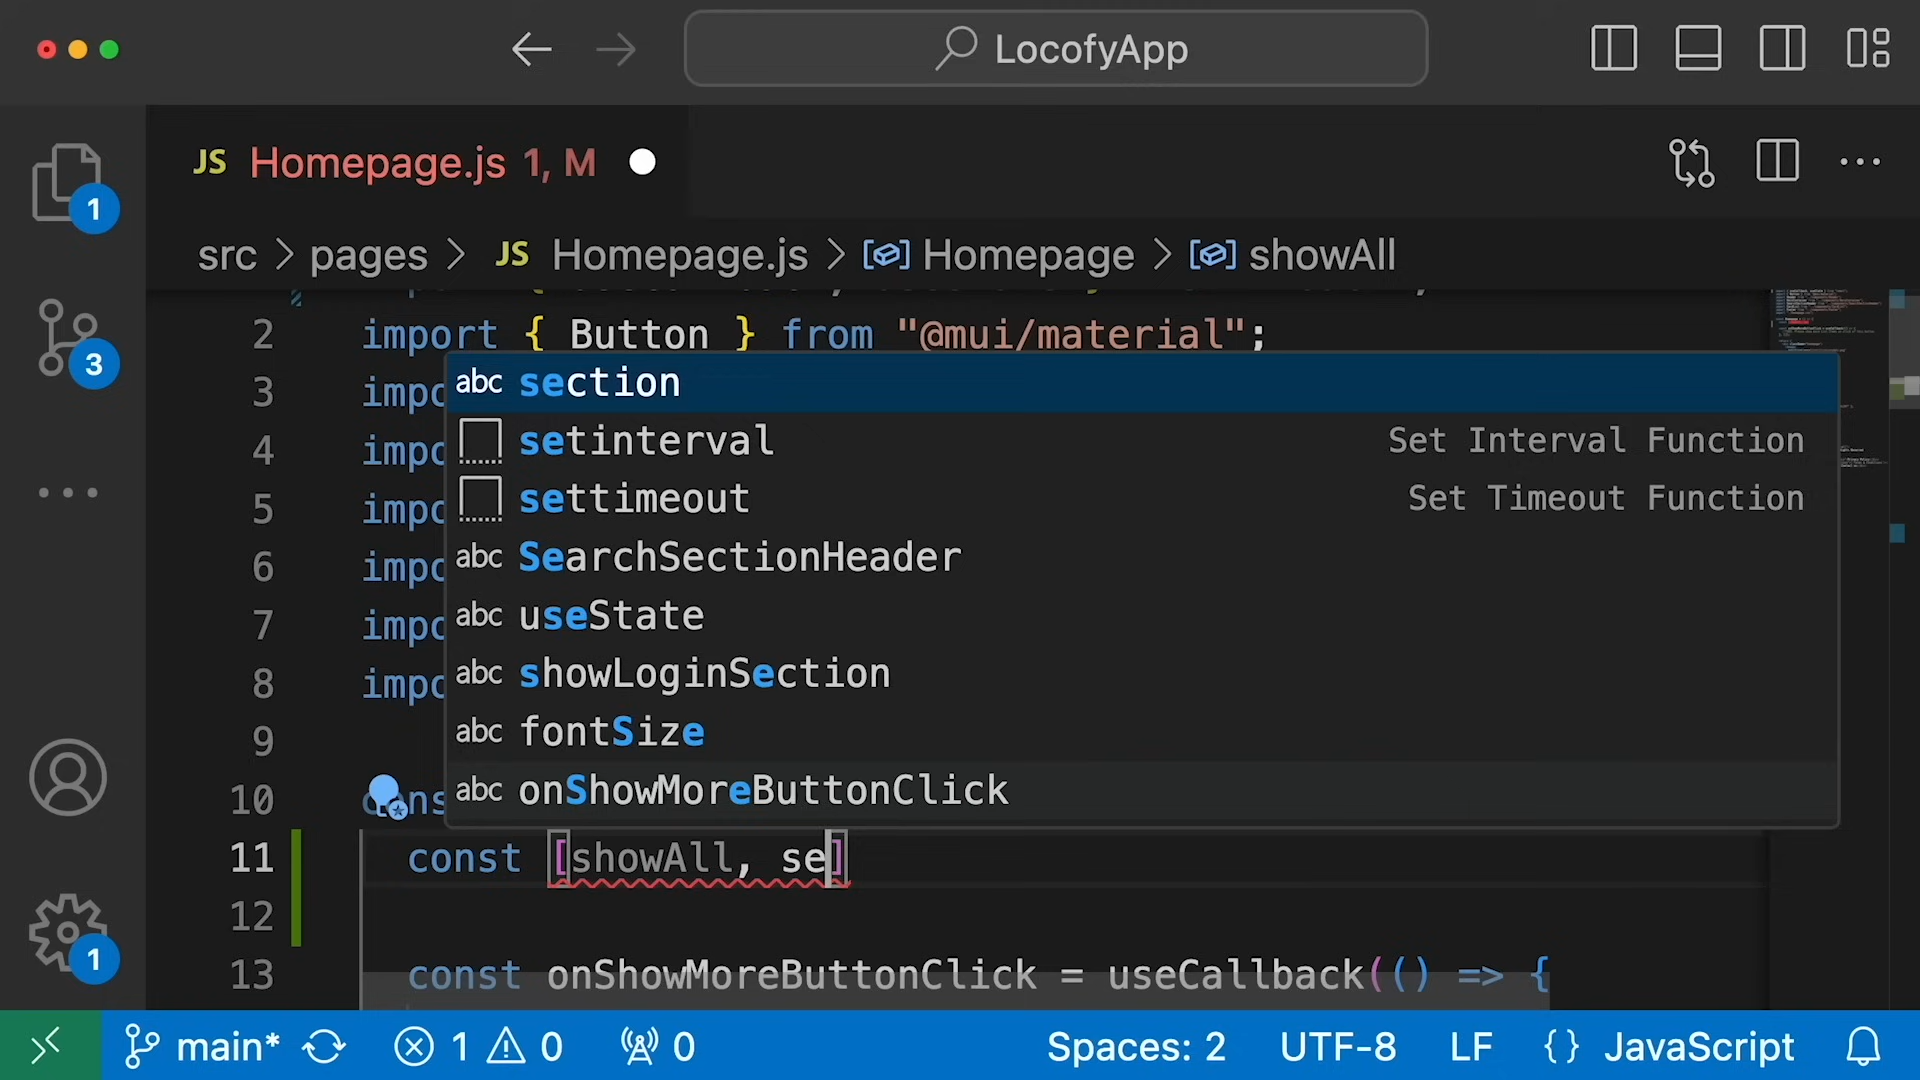 LocofyApp
JS Homepage.js 1, M
src > pages > JS Homepage.js > Homepage > showAll
1
3
1
2 import { Button } from "@mui/material";
3 impo
4 impo
5 impo
6 impo
7 impo
8 impo
9
10 cons
abc section
setinterval Set Interval Function
settimeout Set Timeout Function
abc SearchSectionHeader
abc useState
abc showLoginSection
abc fontSize
abc onShowMoreButtonClick
11 const [showAll, se]
12
13 const onShowMoreButtonClick = useCallback(() => {
main* 1 0 0 Spaces: 2 UTF-8 LF {} JavaScript